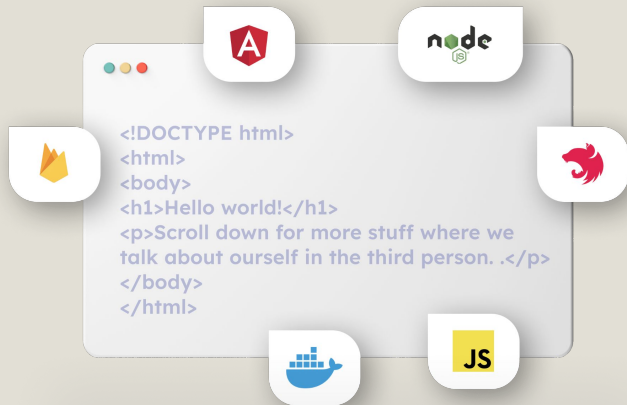 A
node
JS
<!DOCTYPE html>
<html>
<body>
<h1>Hello world!</h1>
<p>Scroll down for more stuff where we
talk about ourself in the third person. .</p>
</body>
</html>
JS